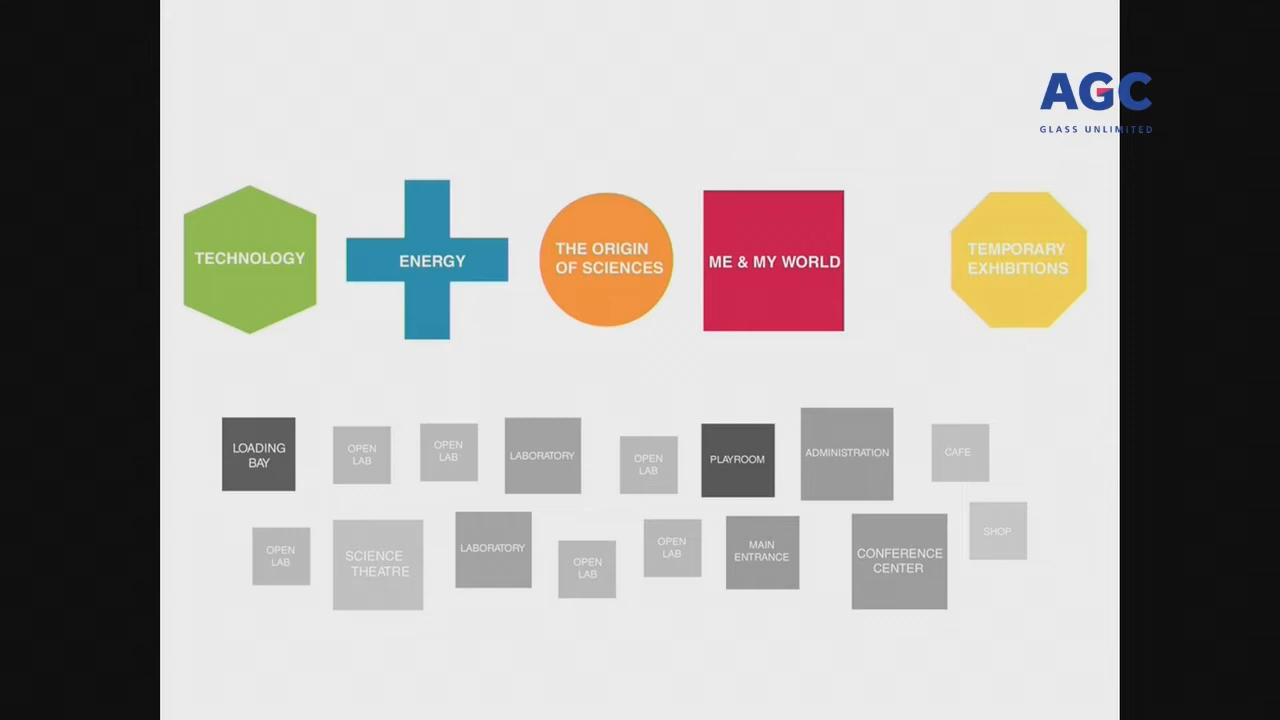 AGC
GLASS UNLIMITED
TECHNOLOGY
ENERGY
THE ORIGIN
OF SCIENCES
ME & MY WORLD
TEMPORARY
EXHIBITIONS
LOADING
BAY
OPEN
LAB
OPEN
LAB
LABORATORY
OPEN
LAB
PLAYROOM
ADMINISTRATION
CAFE
OPEN
LAB
SCIENCE
THEATRE
LABORATORY
OPEN
LAB
OPEN
LAB
MAIN
ENTRANCE
CONFERENCE
CENTER
SHOP